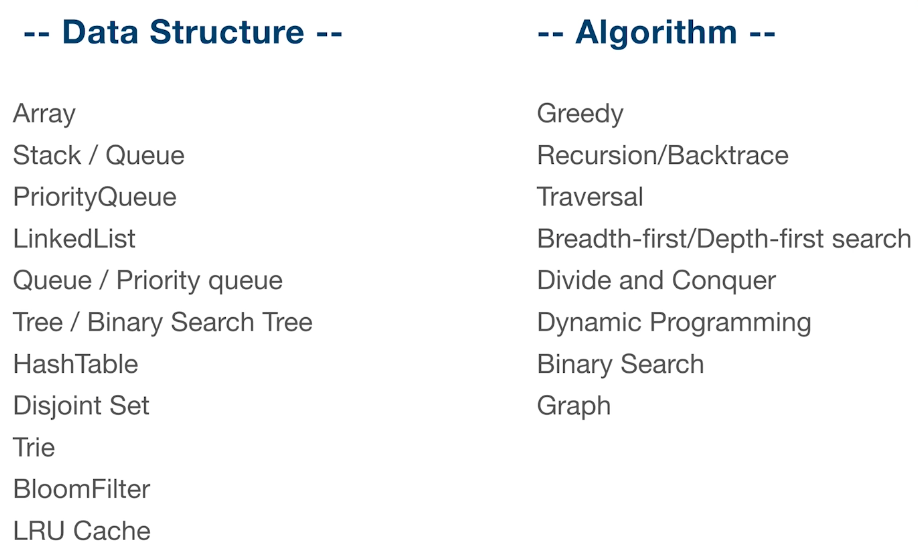 -- Data Structure --
Array
Stack / Queue
PriorityQueue
LinkedList
Queue / Priority queue
Tree / Binary Search Tree
HashTable
Disjoint Set
Trie
BloomFilter
LRU Cache
-- Algorithm --
Greedy
Recursion/Backtrace
Traversal
Breadth-first/Depth-first search
Divide and Conquer
Dynamic Programming
Binary Search
Graph